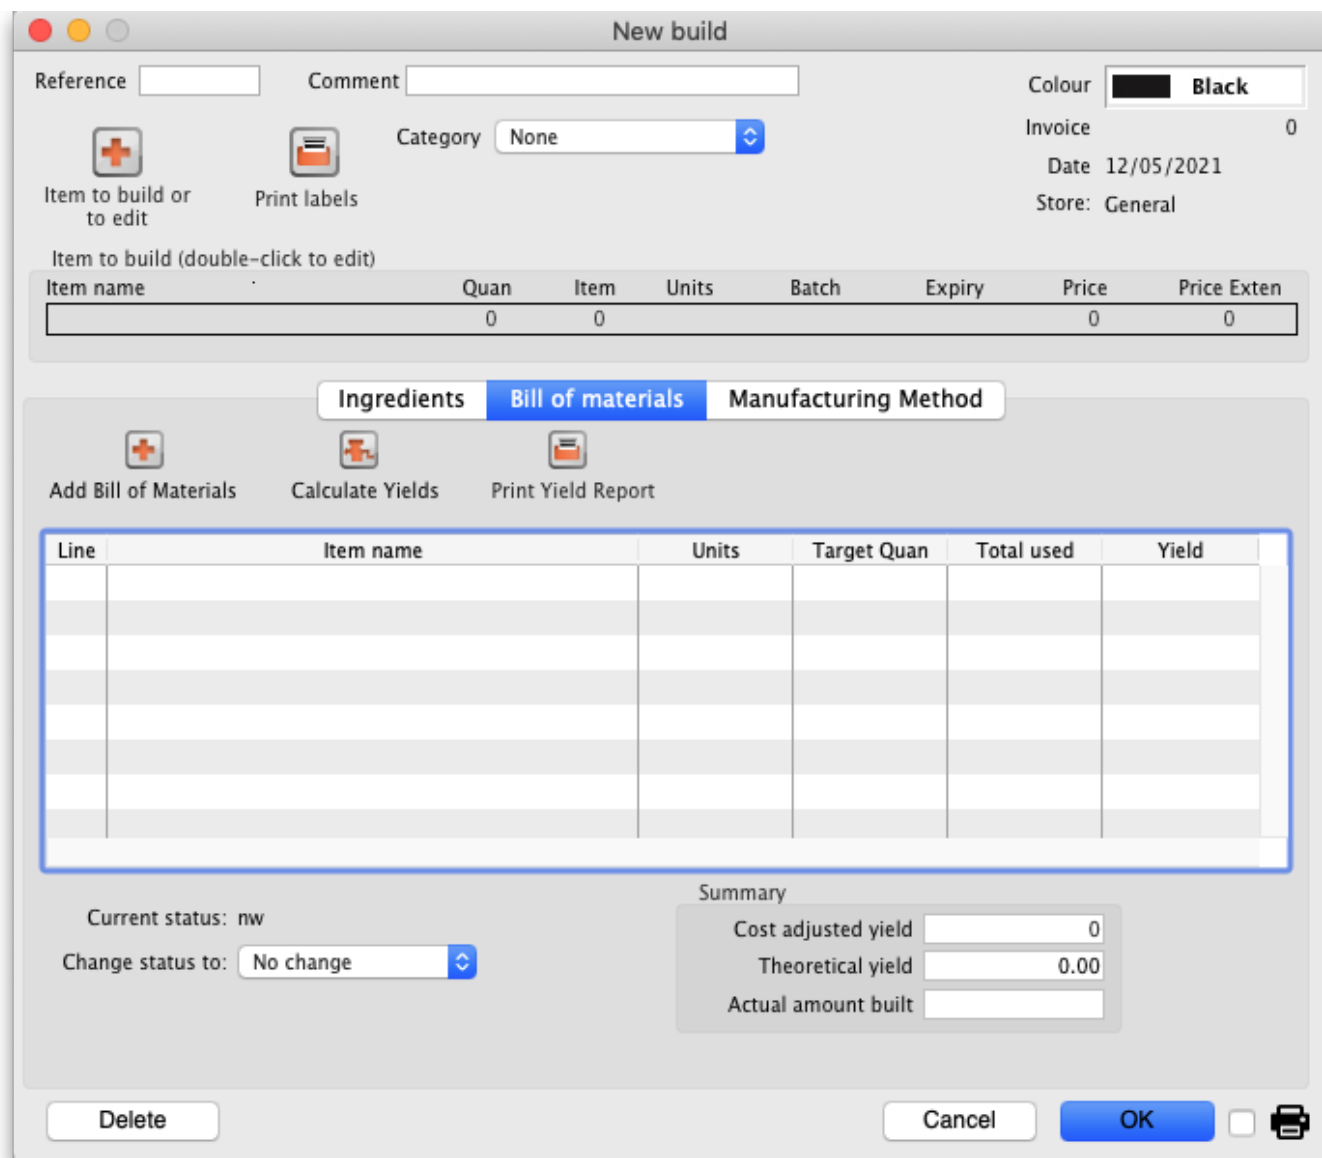 New build
Reference Comment Colour Black
Category None Invoice 0
Date 12/05/2021
Item to build or
to edit
Print labels
Store: General
Item to build (double-click to edit)
Item name Quan Item Units Batch Expiry Price Price Exten
0 0 0 0
Ingredients Bill of materials Manufacturing Method
Add Bill of Materials Calculate Yields Print Yield Report
Line Item name Units Target Quan Total used Yield
Summary
Current status: nw
Cost adjusted yield 0
Change status to: No change
Theoretical yield 0.00
Actual amount built
Delete Cancel OK